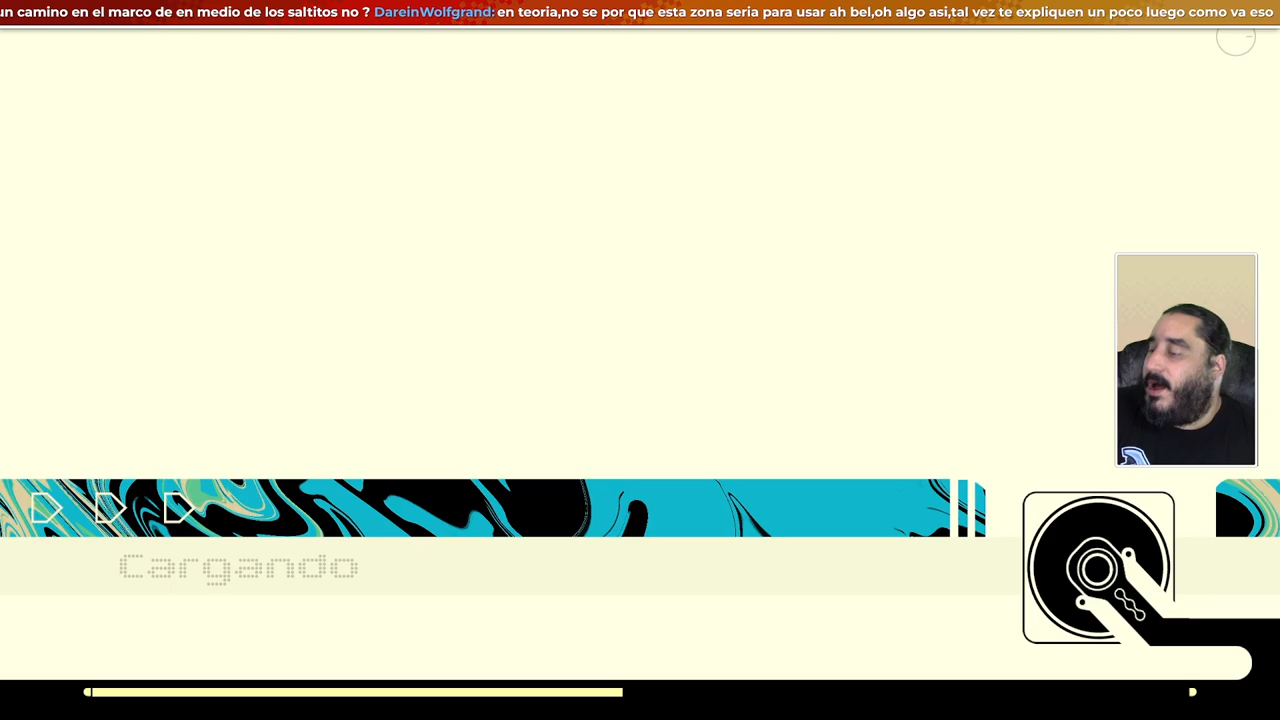 un camino en el marco de en medio de los saltitos no ? DareinWolfgrand: en teoria,no se por que esta zona seria para usar ah bel,oh algo asi,tal vez te expliquen un poco luego como va eso
Cargando